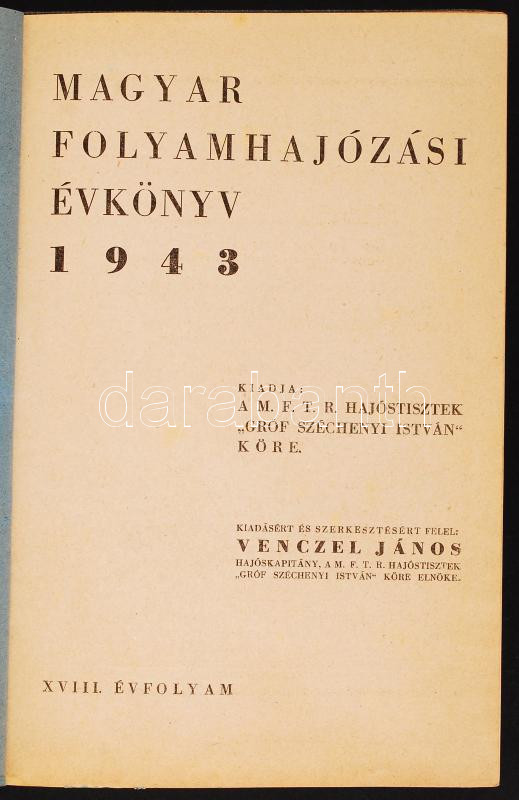 MAGYAR
FOLYAMHAJÓZÁSI
ÉVKÖNYV
1943
KIADJA:
A M. F. T. R. HAJÓSTISZTEK
„GRÓF SZÉCHENYI ISTVÁN“
KÖRE.
darabanth
KIADÁSÉRT ÉS SZERKESZTÉSÉRT FELEL:
VENCZEL JÁNOS
HAJÓSKAPITÁNY, A M. F. T. R. HAJÓSTISZTEK
„GRÓF SZÉCHENYI ISTVÁN“ KÖRE ELNÖKE.
XVIII. ÉVFOLYAM